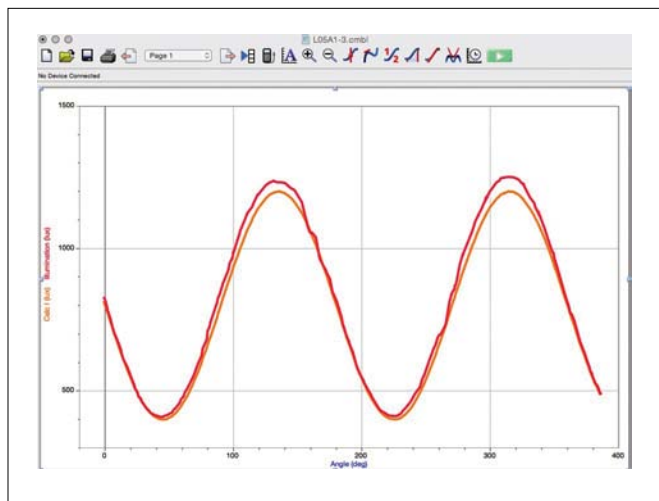 L05A1-3.cmbl
Page 1
No Device Connected
1500
1000
500
Calc I (lux)
Illumination (lux)
0
100
200
300
400
Angle (deg)